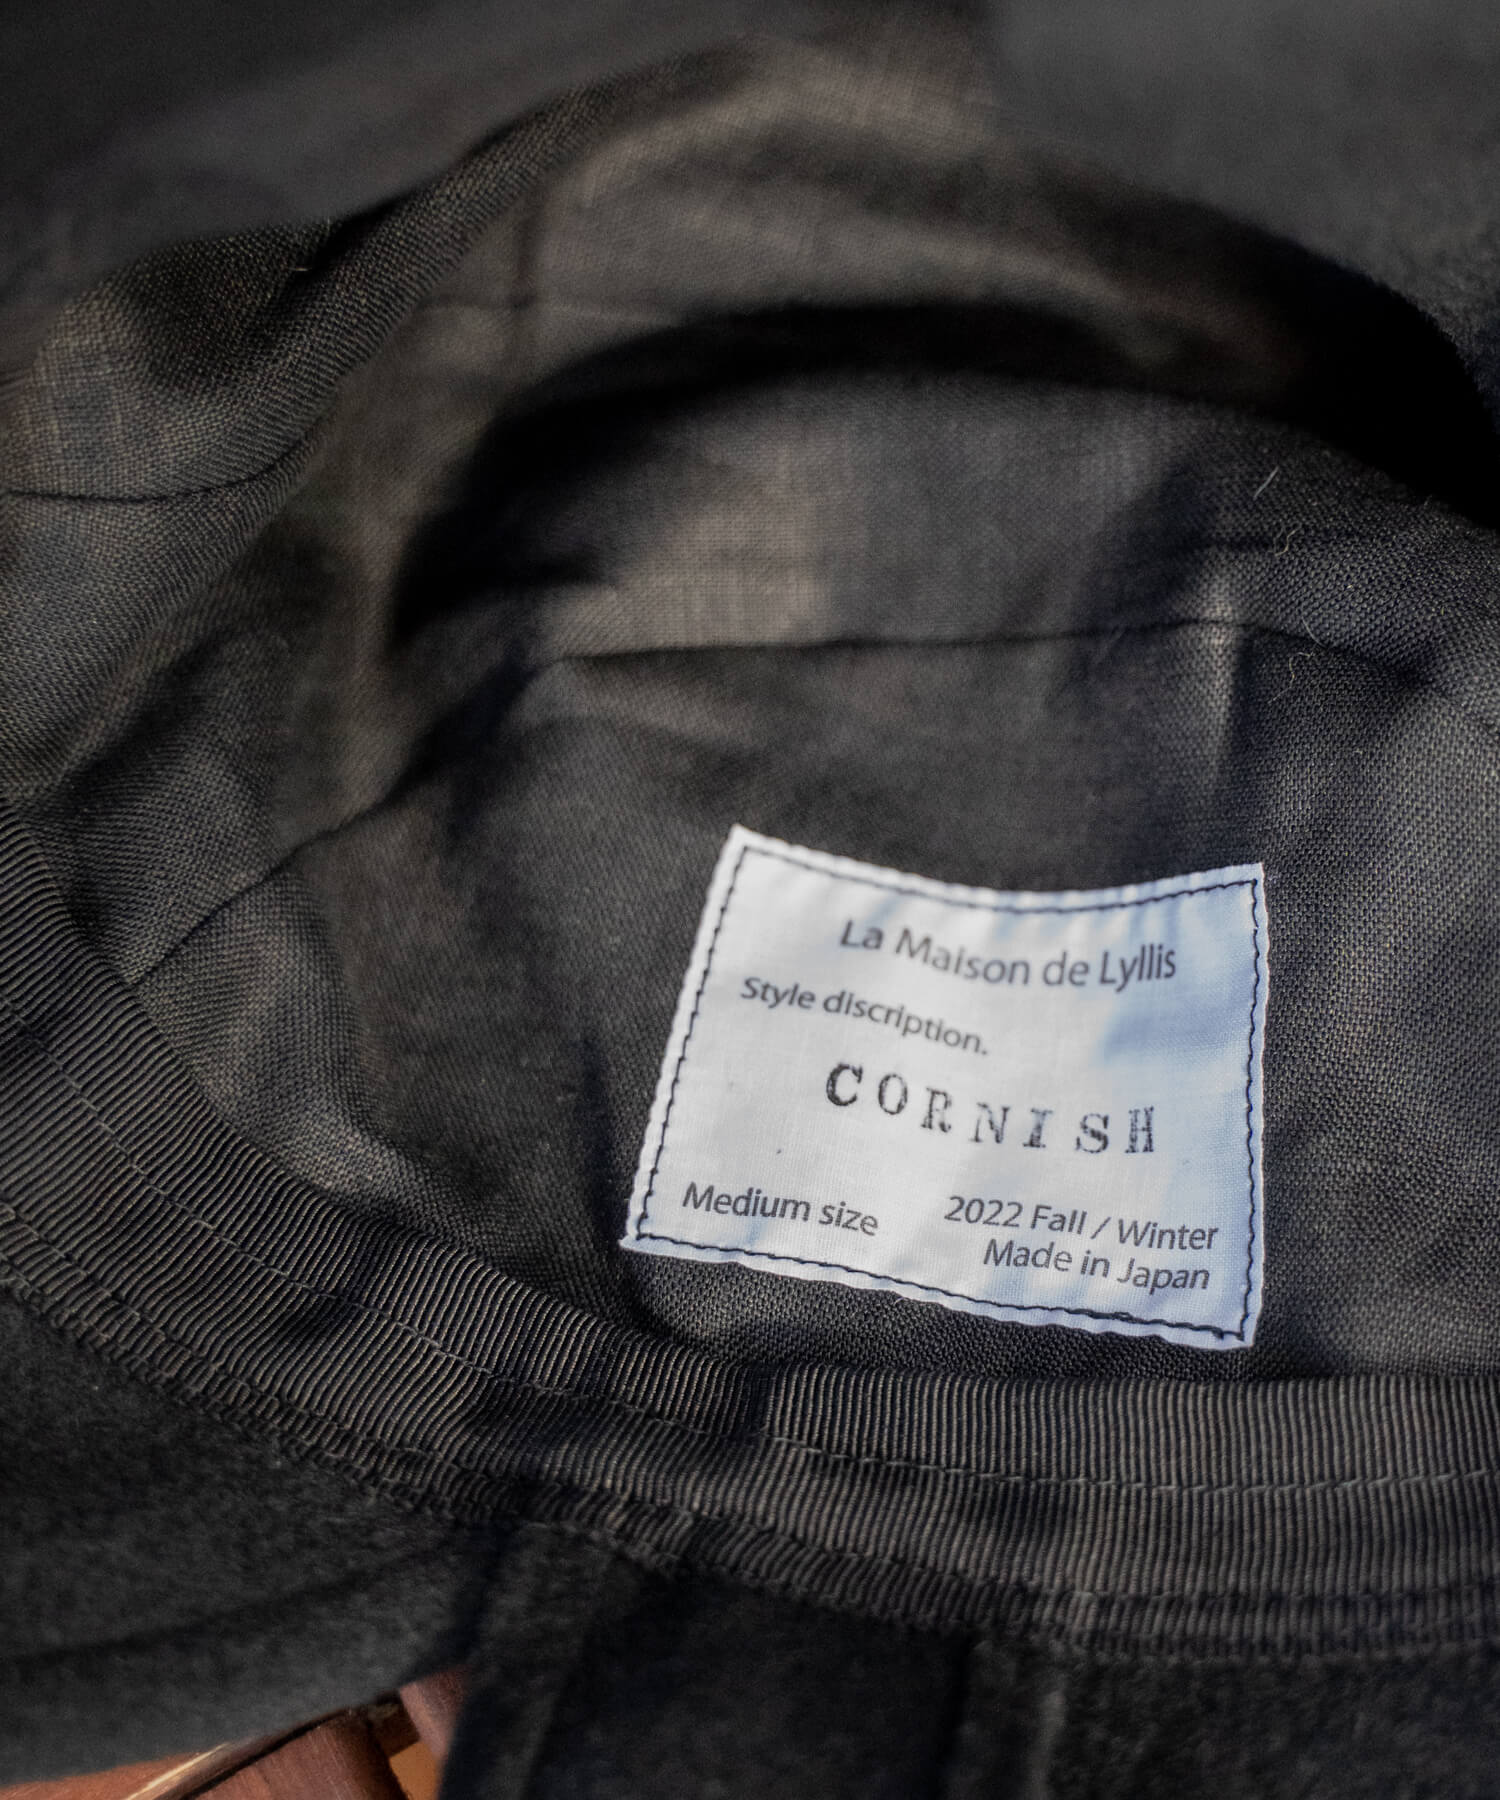 La Maison de Lyllis
Style discription.
CORNISH
Medium size
2022 Fall / Winter
Made in Japan